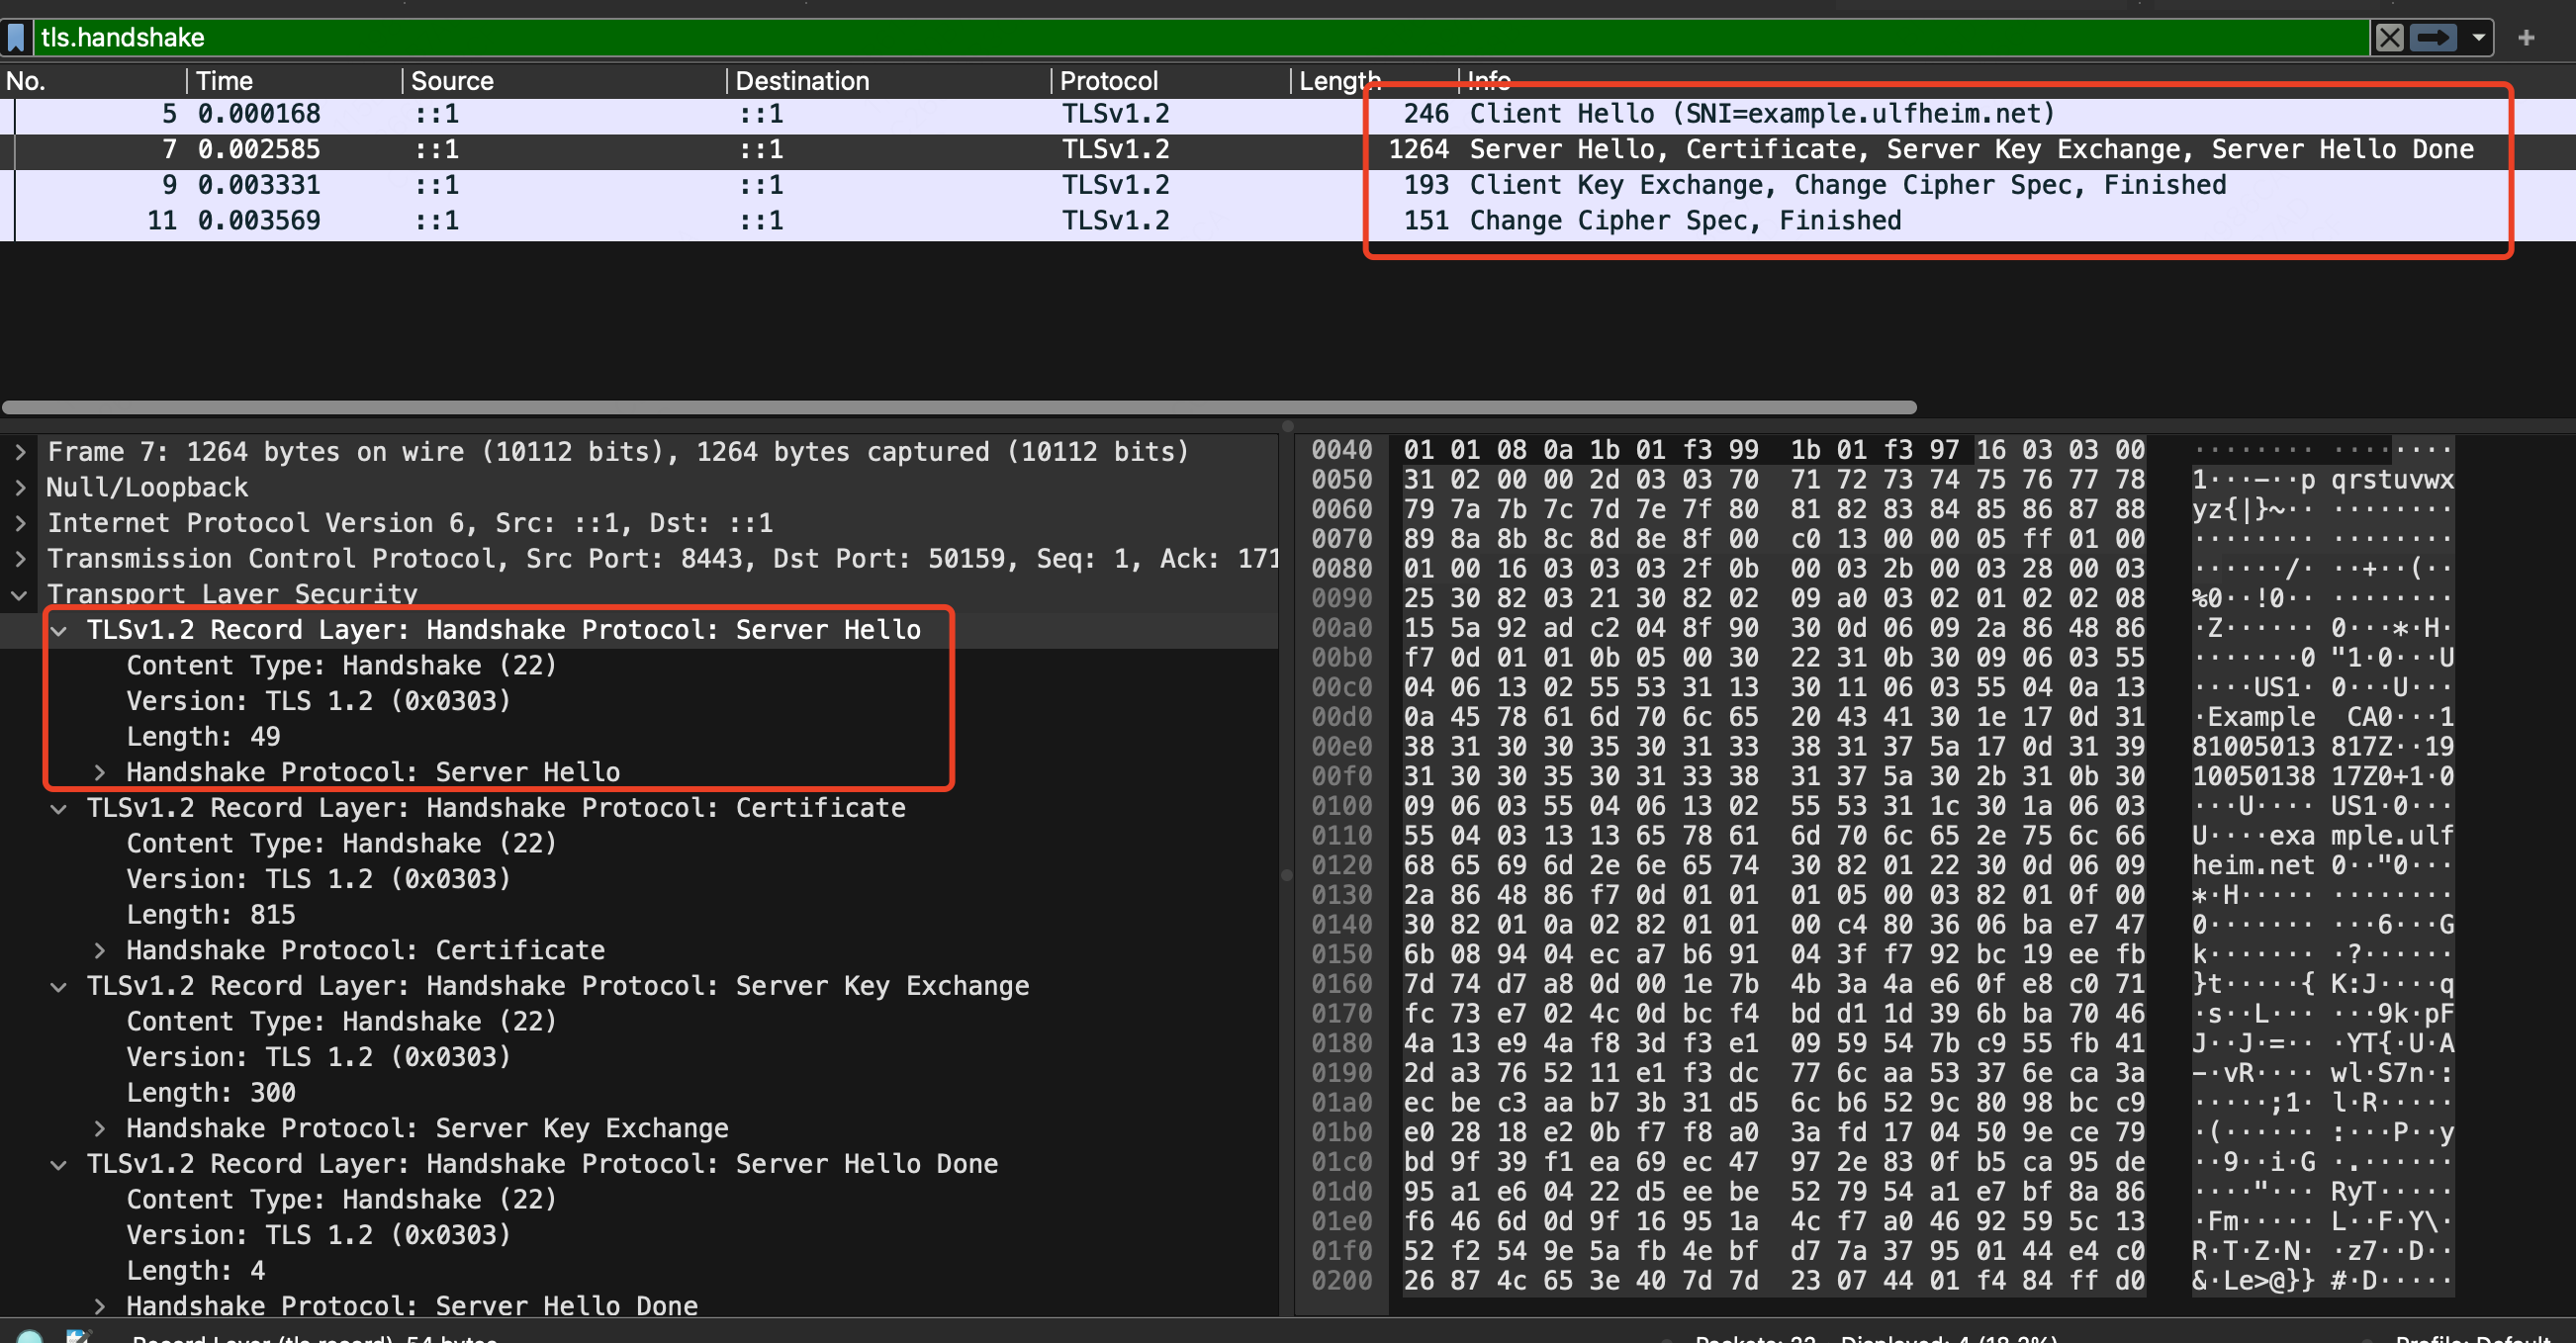 tls.handshake
No. Time Source Destination Protocol Length Info
5 0.000168 ::1 ::1 TLSv1.2 246 Client Hello (SNI=example.ulfheim.net)
7 0.002585 ::1 ::1 TLSv1.2 1264 Server Hello, Certificate, Server Key Exchange, Server Hello Done
9 0.003331 ::1 ::1 TLSv1.2 193 Client Key Exchange, Change Cipher Spec, Finished
11 0.003569 ::1 ::1 TLSv1.2 151 Change Cipher Spec, Finished
Frame 7: 1264 bytes on wire (10112 bits), 1264 bytes captured (10112 bits)
Null/Loopback
Internet Protocol Version 6, Src: ::1, Dst: ::1
Transmission Control Protocol, Src Port: 8443, Dst Port: 50159, Seq: 1, Ack: 171
Transport Layer Security
TLSv1.2 Record Layer: Handshake Protocol: Server Hello
Content Type: Handshake (22)
Version: TLS 1.2 (0x0303)
Length: 49
Handshake Protocol: Server Hello
TLSv1.2 Record Layer: Handshake Protocol: Certificate
Content Type: Handshake (22)
Version: TLS 1.2 (0x0303)
Length: 815
Handshake Protocol: Certificate
TLSv1.2 Record Layer: Handshake Protocol: Server Key Exchange
Content Type: Handshake (22)
Version: TLS 1.2 (0x0303)
Length: 300
Handshake Protocol: Server Key Exchange
TLSv1.2 Record Layer: Handshake Protocol: Server Hello Done
Content Type: Handshake (22)
Version: TLS 1.2 (0x0303)
Length: 4
Handshake Protocol: Server Hello Done
0040 01 01 08 0a 1b 01 f3 99 1b 01 f3 97 16 03 03 00 ········ ········
0050 31 02 00 00 2d 03 03 70 71 72 73 74 75 76 77 78 1···-··p qrstuvwx
0060 79 7a 7b 7c 7d 7e 7f 80 81 82 83 84 85 86 87 88 yz{|}~·· ········
0070 89 8a 8b 8c 8d 8e 8f 00 c0 13 00 00 05 ff 01 00 ········ ········
0080 01 00 16 03 03 03 2f 0b 00 03 2b 00 03 28 00 03 ······/· ··+··(··
0090 25 30 82 03 21 30 82 02 09 a0 03 02 01 02 02 08 %0··!0·· ········
00a0 15 5a 92 ad c2 04 8f 90 30 0d 06 09 2a 86 48 86 ·Z······ 0···*·H·
00b0 f7 0d 01 01 0b 05 00 30 22 31 0b 30 09 06 03 55 ·······0 "1·0···U
00c0 04 06 13 02 55 53 31 13 30 11 06 03 55 04 0a 13 ····US1· 0···U···
00d0 0a 45 78 61 6d 70 6c 65 20 43 41 30 1e 17 0d 31 ·Example CA0···1
00e0 38 31 30 30 35 30 31 33 38 31 37 5a 17 0d 31 39 81005013 817Z··19
00f0 31 30 30 35 30 31 33 38 31 37 5a 30 2b 31 0b 30 10050138 17Z0+1·0
0100 09 06 03 55 04 06 13 02 55 53 31 1c 30 1a 06 03 ···U···· US1·0···
0110 55 04 03 13 13 65 78 61 6d 70 6c 65 2e 75 6c 66 U····exa mple.ulf
0120 68 65 69 6d 2e 6e 65 74 30 82 01 22 30 0d 06 09 heim.net 0··"0···
0130 2a 86 48 86 f7 0d 01 01 01 05 00 03 82 01 0f 00 *·H····· ········
0140 30 82 01 0a 02 82 01 01 00 c4 80 36 06 ba e7 47 0······· ···6···G
0150 6b 08 94 04 ec a7 b6 91 04 3f f7 92 bc 19 ee fb k······· ·?······
0160 7d 74 d7 a8 0d 00 1e 7b 4b 3a 4a e6 0f e8 c0 71 }t·····{ K:J····q
0170 fc 73 e7 02 4c 0d bc f4 bd d1 1d 39 6b ba 70 46 ·s··L··· ···9k·pF
0180 4a 13 e9 4a f8 3d f3 e1 09 59 54 7b c9 55 fb 41 J··J·=·· ·YT{·U·A
0190 2d a3 76 52 11 e1 f3 dc 77 6c aa 53 37 6e ca 3a -·vR···· wl·S7n·:
01a0 ec be c3 aa b7 3b 31 d5 6c b6 52 9c 80 98 bc c9 ·····;1· l·R·····
01b0 e0 28 18 e2 0b f7 f8 a0 3a fd 17 04 50 9e ce 79 ·(······ :···P··y
01c0 bd 9f 39 f1 ea 69 ec 47 97 2e 83 0f b5 ca 95 de ··9··i·G ·.······
01d0 95 a1 e6 04 22 d5 ee be 52 79 54 a1 e7 bf 8a 86 ····"··· RyT·····
01e0 f6 46 6d 0d 9f 16 95 1a 4c f7 a0 46 92 59 5c 13 ·Fm····· L··F·Y\·
01f0 52 f2 54 9e 5a fb 4e bf d7 7a 37 95 01 44 e4 c0 R·T·Z·N· ·z7··D··
0200 26 87 4c 65 3e 40 7d 7d 23 07 44 01 f4 84 ff d0 &·Le>@}} #·D·····
Record Layer (tls.record), 54 bytes
Packets: 22 · Displayed: 4 (18.2%)
Profile: Default